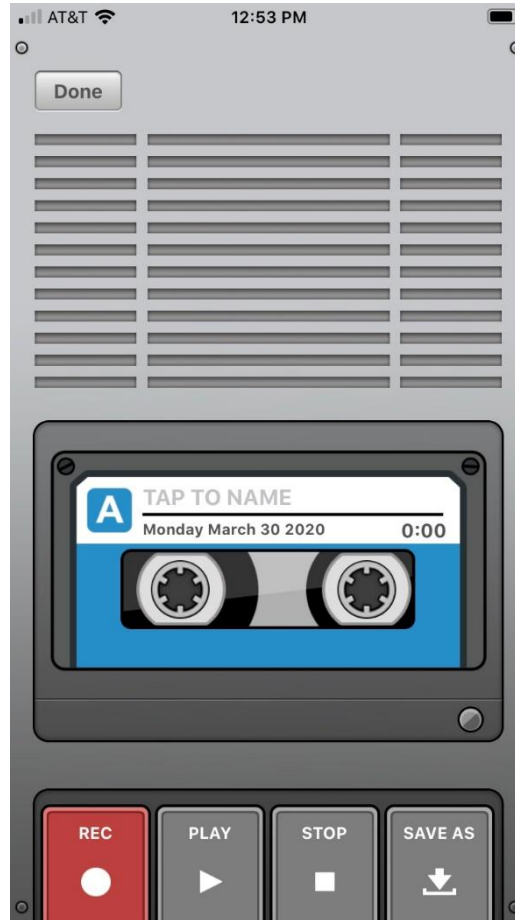 AT&T 12:53 PM
Done
A TAP TO NAME
Monday March 30 2020 0:00
REC PLAY STOP SAVE AS